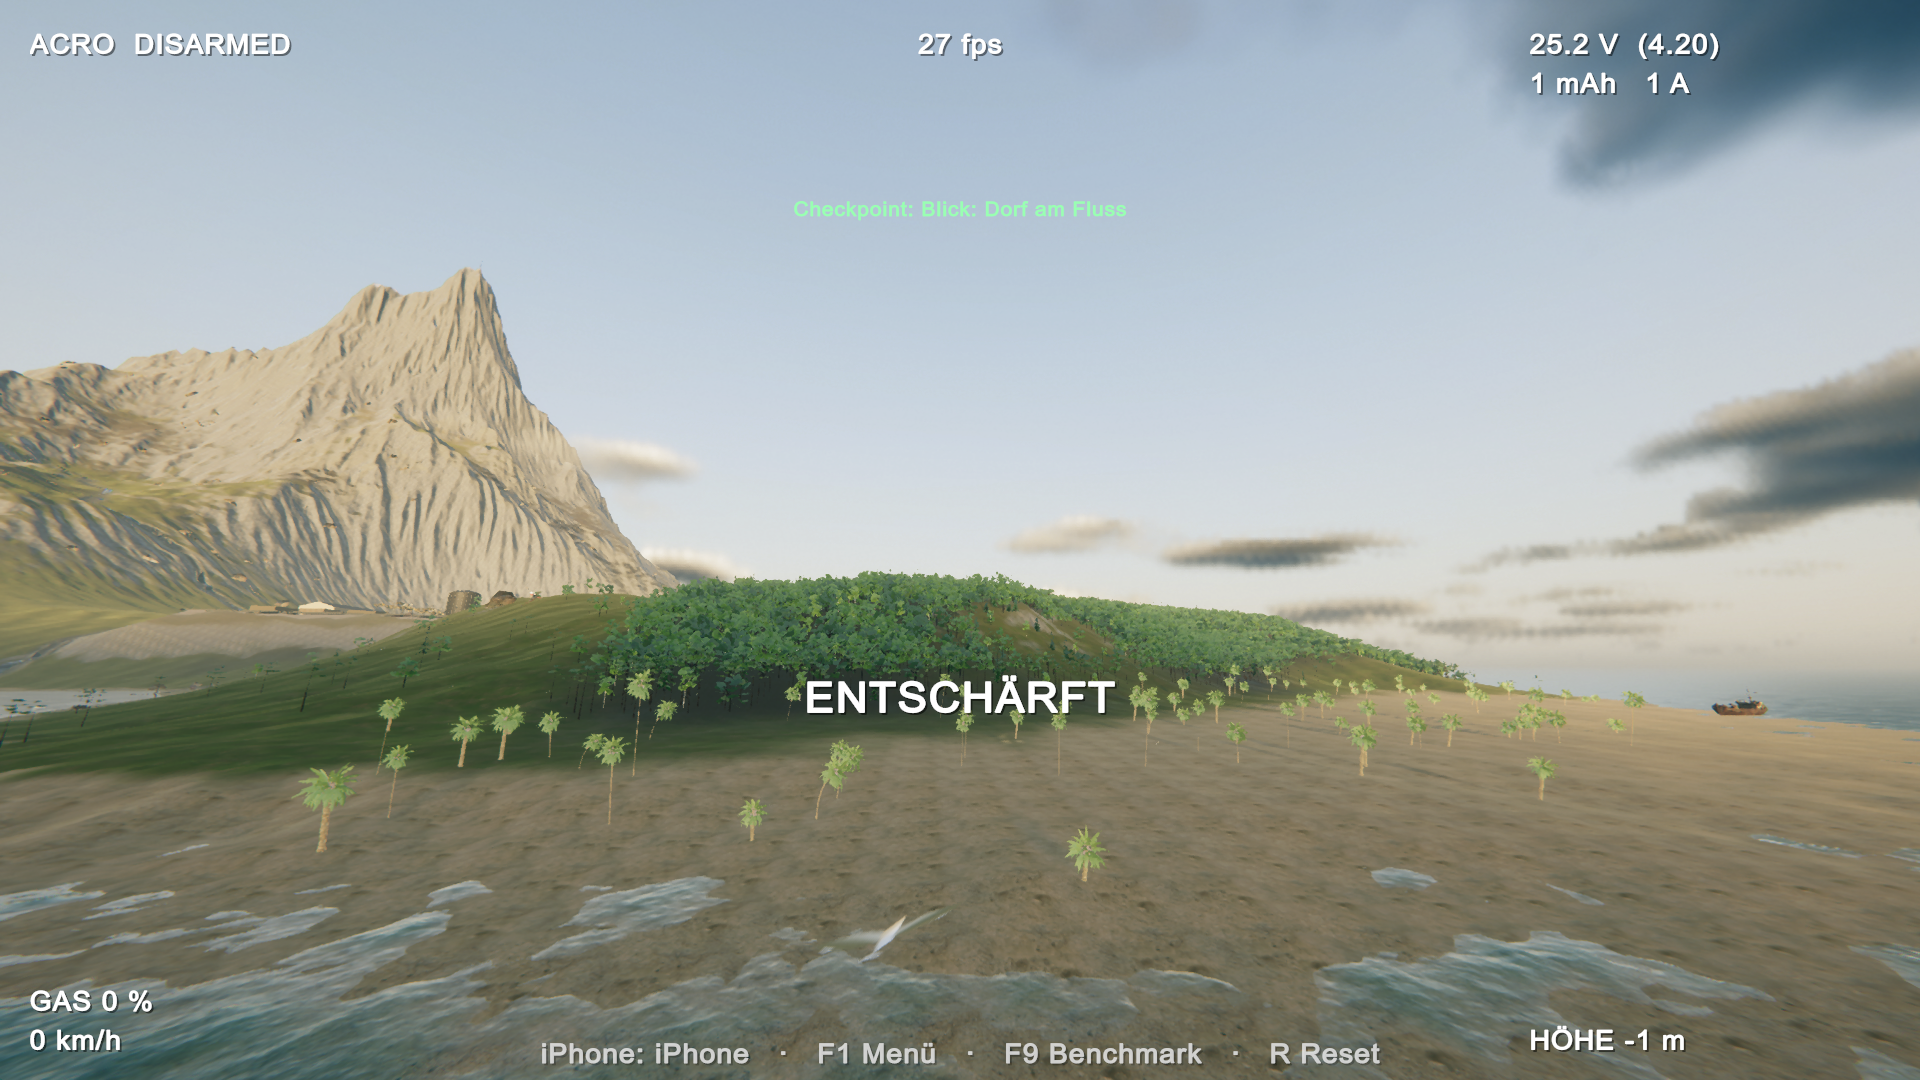 ACRO DISARMED
27 fps
25.2 V (4.20)
1 mAh 1 A
Checkpoint: Blick: Dorf am Fluss
ENTSCHÄRFT
GAS 0 %
0 km/h
iPhone: iPhone · F1 Menü · F9 Benchmark · R Reset
HÖHE -1 m